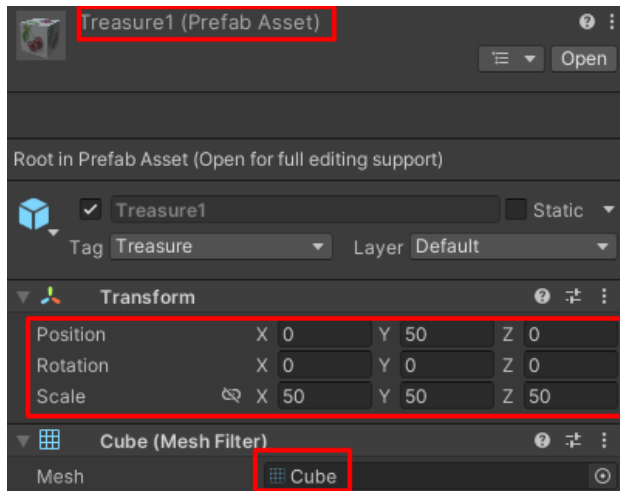 Treasure1 (Prefab Asset)
Open
Root in Prefab Asset (Open for full editing support)
Treasure1 Static
Tag Treasure Layer Default
Transform
Position X 0 Y 50 Z 0
Rotation X 0 Y 0 Z 0
Scale X 50 Y 50 Z 50
Cube (Mesh Filter)
Mesh Cube